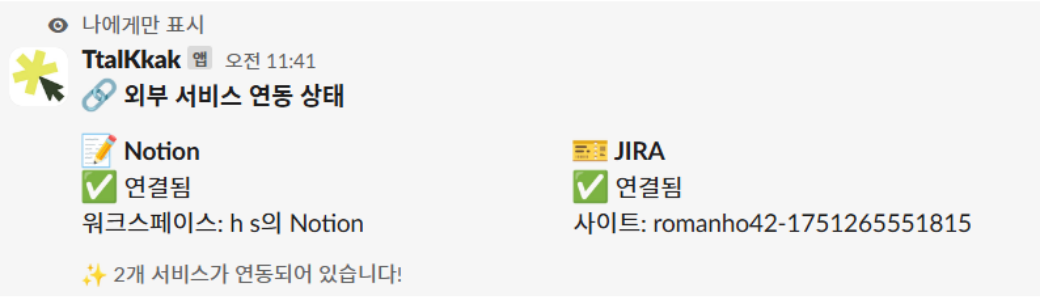 나에게만 표시
TtalKkak 앱 오전 11:41
외부 서비스 연동 상태
Notion
연결됨
워크스페이스: h s의 Notion
JIRA
연결됨
사이트: romanho42-1751265551815
2개 서비스가 연동되어 있습니다!